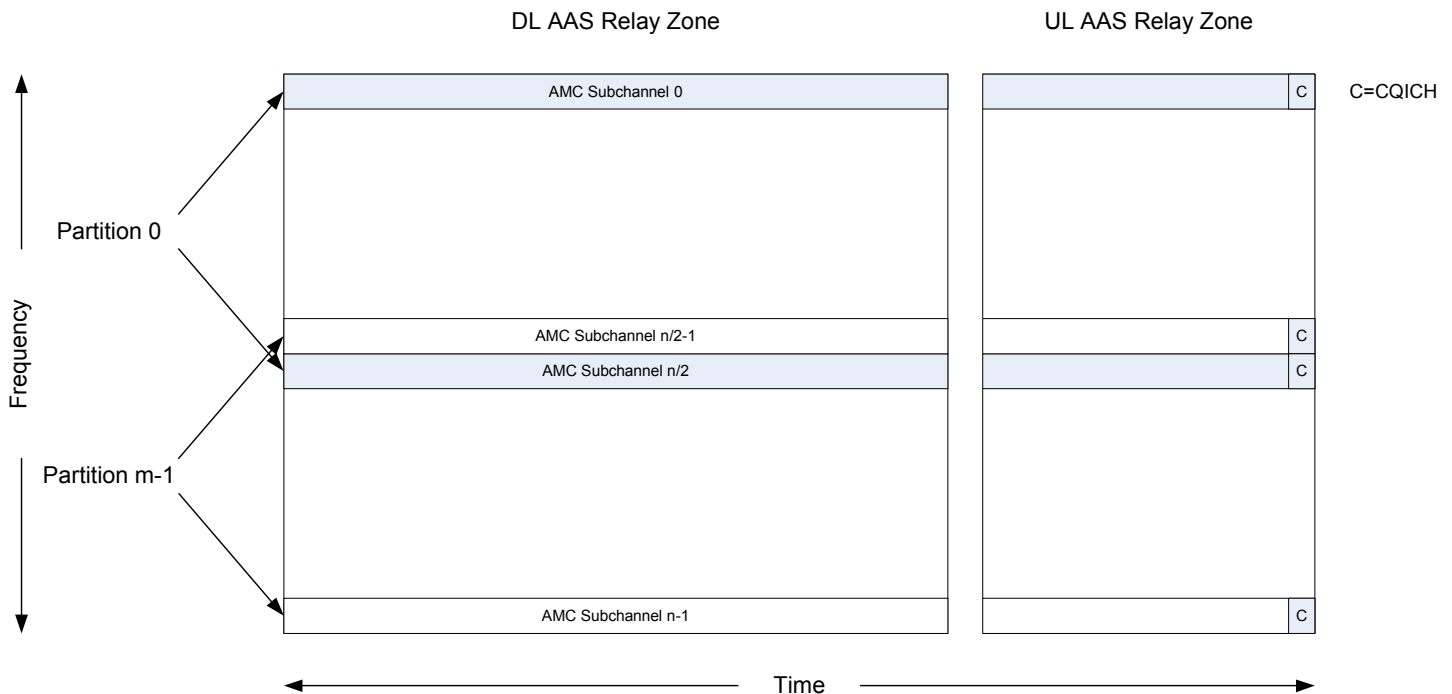 DL AAS Relay Zone
UL AAS Relay Zone
AMC Subchannel 0
C
C=CQICH
Partition 0
Frequency
AMC Subchannel n/2-1
C
AMC Subchannel n/2
C
Partition m-1
AMC Subchannel n-1
C
Time